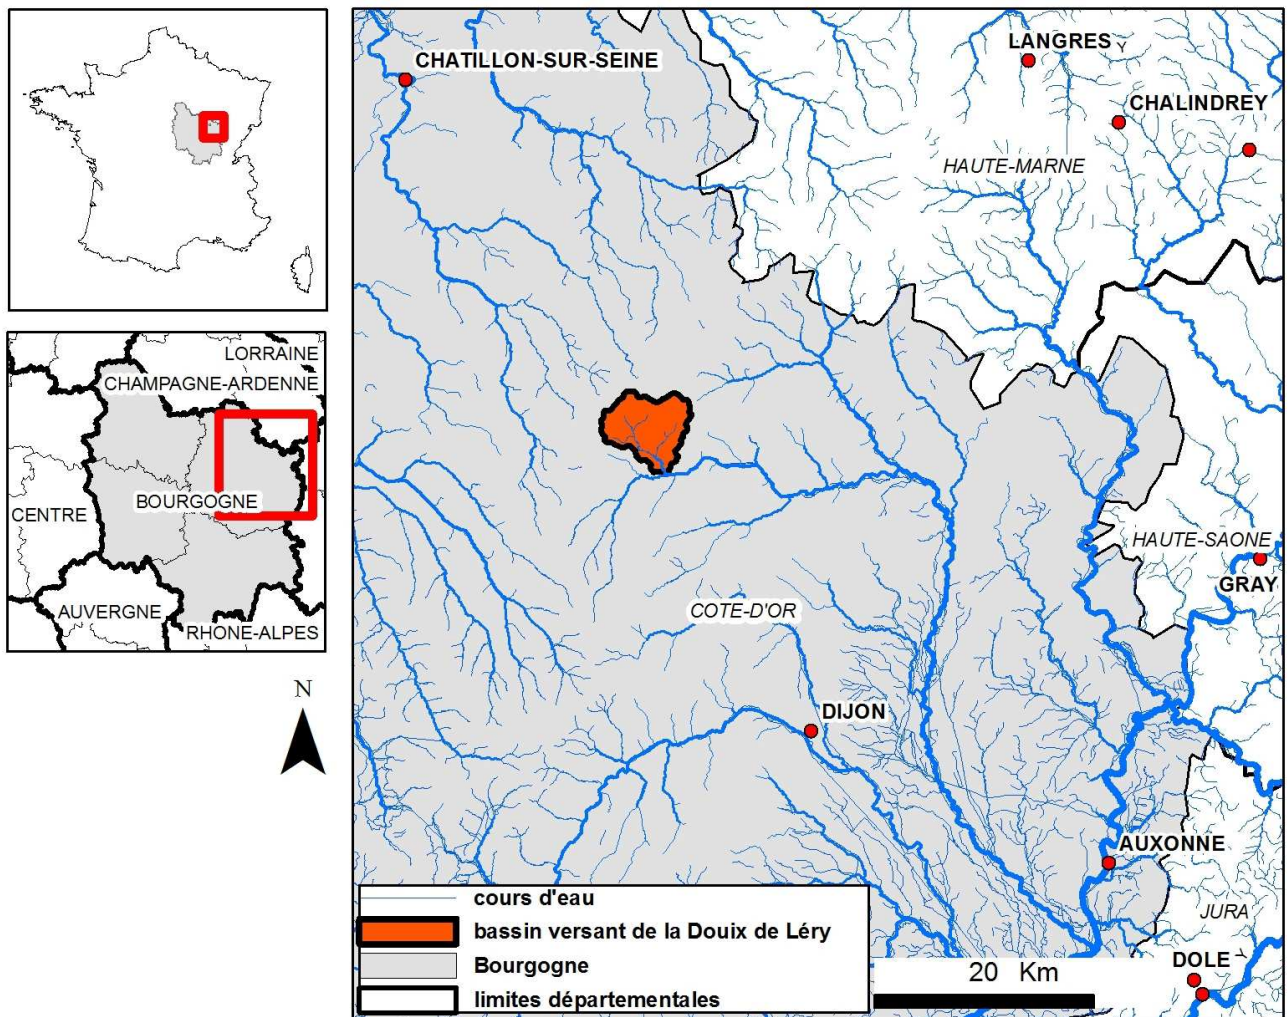 LORRAINE
CHAMPAGNE-ARDENNE
BOURGOGNE
CENTRE
AUVERGNE
RHONE-ALPES
N
CHATILLON-SUR-SEINE
LANGRES
CHALINDREY
HAUTE-MARNE
HAUTE-SAONE
GRAY
COTE-D'OR
DIJON
AUXONNE
JURA
DOLE
cours d'eau
bassin versant de la Douix de Léry
Bourgogne
limites départementales
20 Km